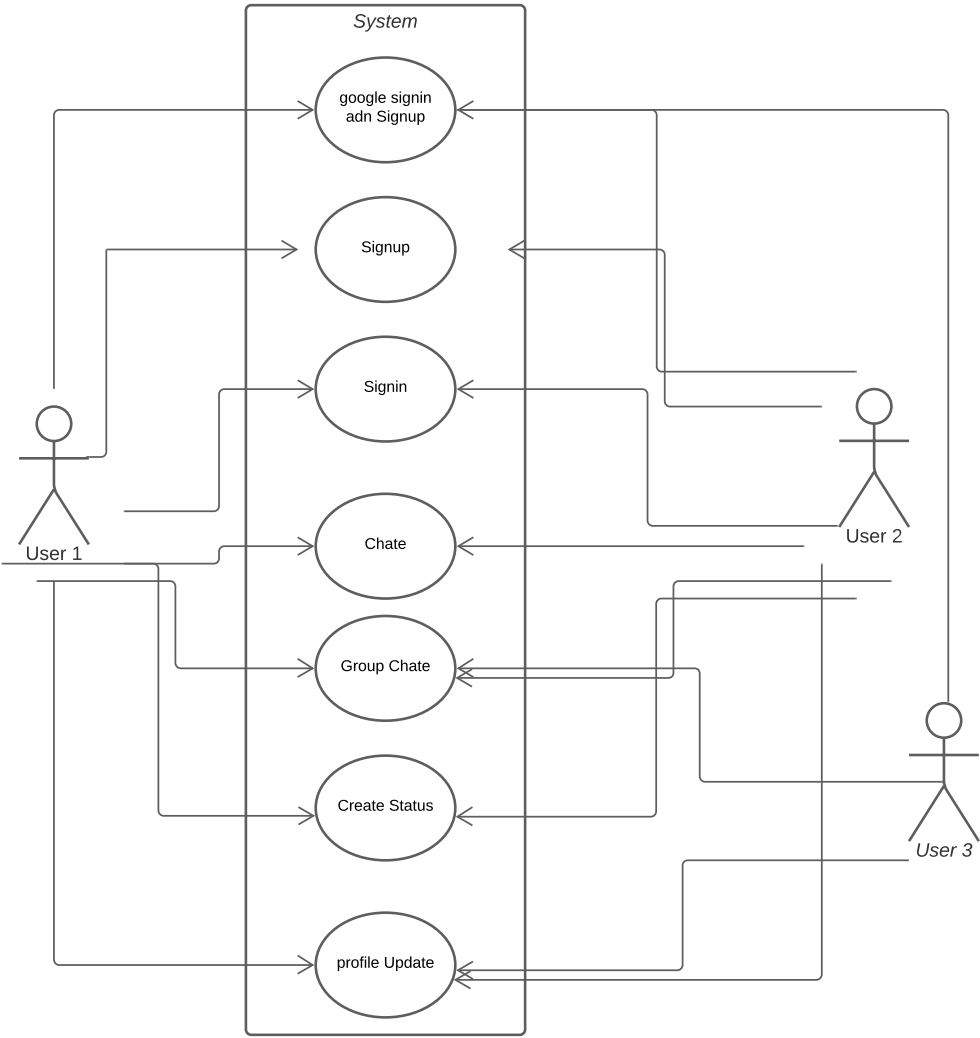 System
google signin
adn Signup
Signup
Signin
User 1
User 2
Chate
Group Chate
Create Status
User 3
profile Update